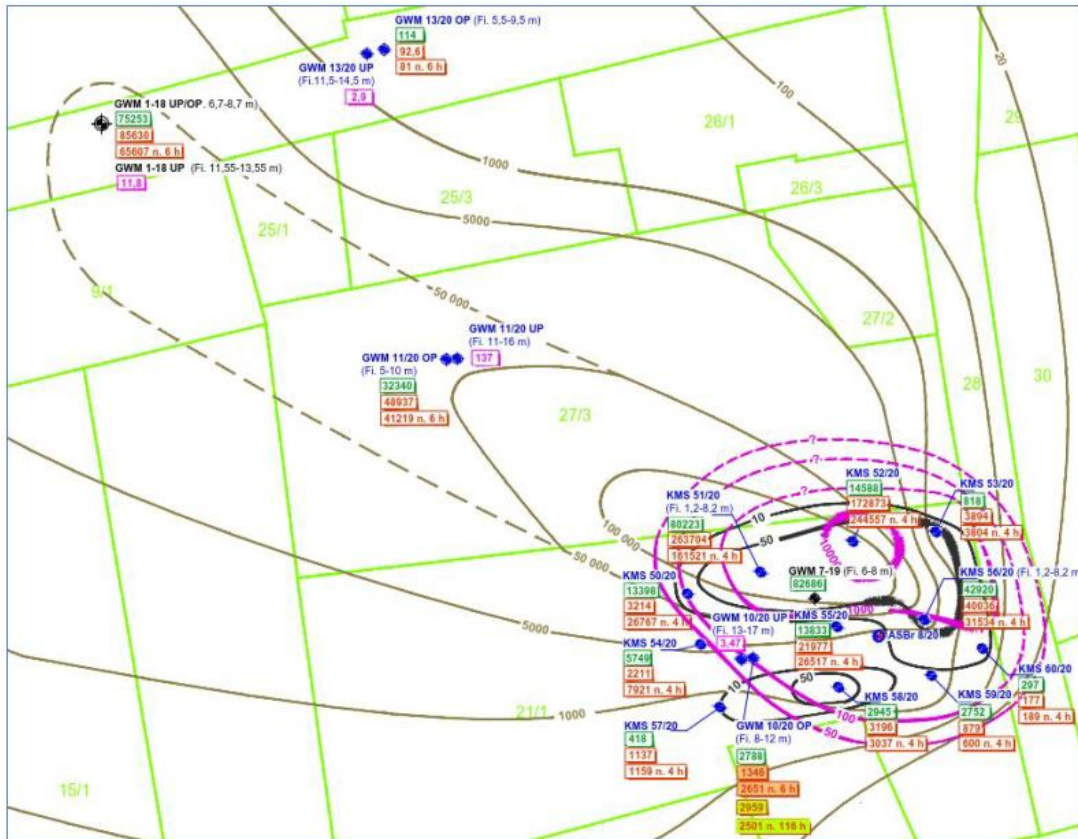 GWM 13/20 OP (Fi. 5,5-9,5 m)
114
92,6
81 n. 6 h
GWM 13/20 UP
(Fi.11,5-14,5 m)
2,9
20
100
29
GWM 1-18 UP/OP. 6,7-8,7 m)
75253
85630
65607 n. 6 h
GWM 1-18 UP (Fi. 11,55-13,55 m)
11,8
26/1
1000
26/3
25/3
5000
25/1
9/1
50 000
27/2
GWM 11/20 UP
(Fi. 11-16 m)
137
GWM 11/20 OP
(Fi. 5-10 m)
32340
48937
41219 n. 6 h
28
30
27/3
?
?
?
KMS 52/20
14588
172873
244557 n. 4 h
KMS 53/20
818
3894
3804 n. 4 h
KMS 51/20
(Fi. 1,2-8,2 m)
80223
263704
161521 n. 4 h
10
50
100 000
10000
50 000
GWM 7-19 (Fi. 6-8 m)
82686
KMS 56/20 (Fi. 1,2-8,2 m)
42920
40036
31534 n. 4 h
KMS 50/20
13398
3214
26767 n. 4 h
1000
GWM 10/20 UP
(Fi. 13-17 m)
3,47
KMS 55/20
13833
21977
26517 n. 4 h
ASBr 8/20
5000
KMS 54/20
5749
2211
7921 n. 4 h
KMS 60/20
297
177
189 n. 4 h
10
50
KMS 58/20
2945
3196
3037 n. 4 h
KMS 59/20
2752
879
600 n. 4 h
21/1
1000
100
50
KMS 57/20
418
1137
1159 n. 4 h
GWM 10/20 OP
(Fi. 8-12 m)
2788
1346
2651 n. 6 h
2959
2501 n. 116 h
15/1